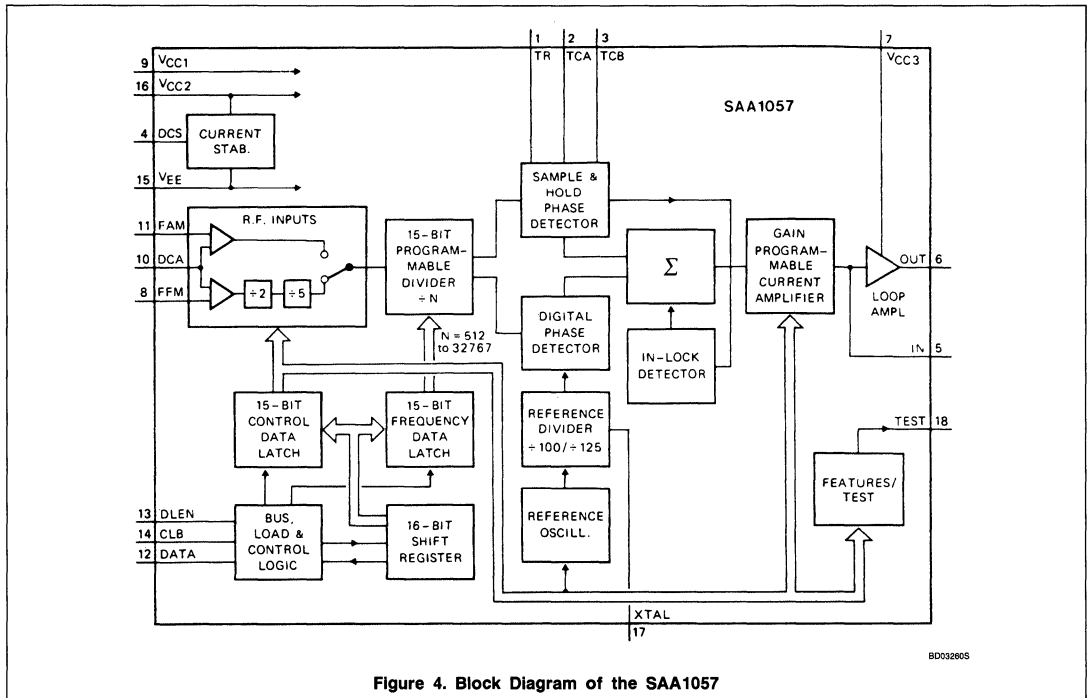 1
2
3
7
TR
TCA
TCB
VCC3
9 VCC1
16 VCC2
SAA1057
4 DCS
CURRENT
STAB.
15 VEE
R.F. INPUTS
11 FAM
10 DCA
8 FFM
÷2
÷5
15-BIT
PROGRAM-
MABLE
DIVIDER
÷N
N = 512
to 32767
SAMPLE &
HOLD
PHASE
DETECTOR
Σ
GAIN
PROGRAM-
MABLE
CURRENT
AMPLIFIER
OUT 6
LOOP
AMPL
IN 5
DIGITAL
PHASE
DETECTOR
IN-LOCK
DETECTOR
15-BIT
CONTROL
DATA
LATCH
15-BIT
FREQUENCY
DATA
LATCH
REFERENCE
DIVIDER
÷100/÷125
TEST 18
FEATURES/
TEST
13 DLEN
14 CLB
12 DATA
BUS,
LOAD &
CONTROL
LOGIC
16-BIT
SHIFT
REGISTER
REFERENCE
OSCILL.
XTAL
17
BD03260S
Figure 4. Block Diagram of the SAA1057